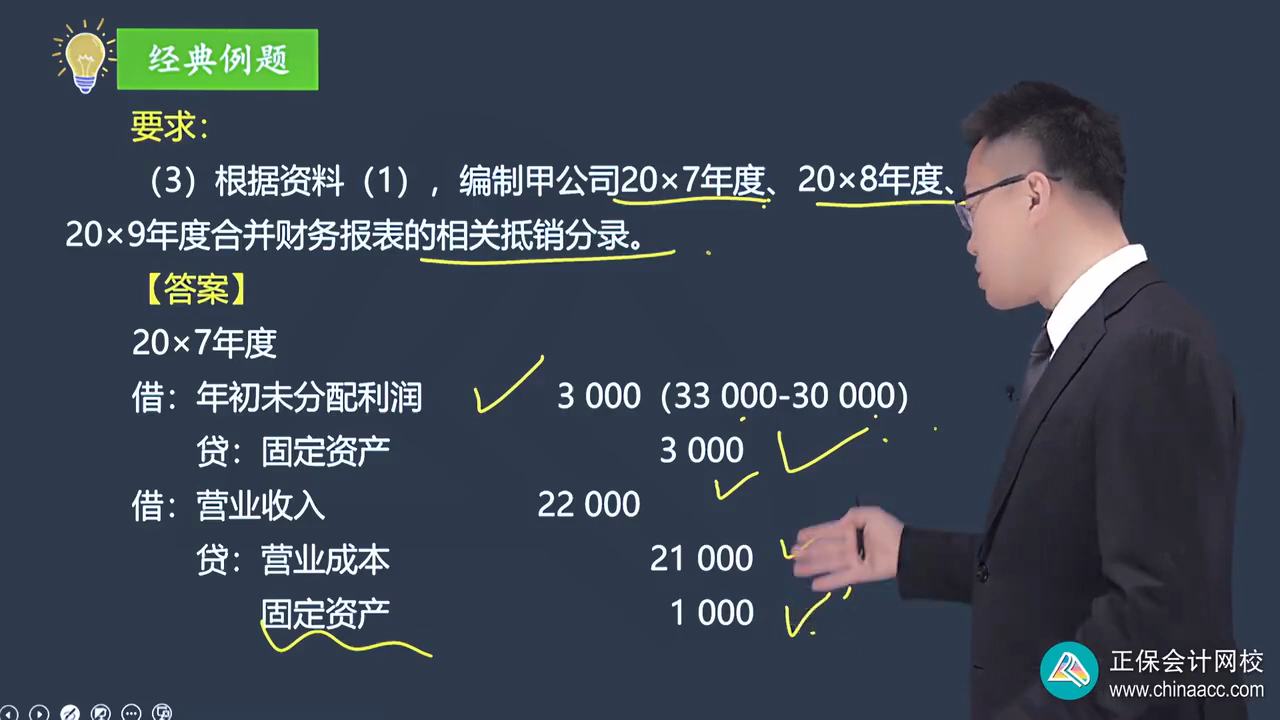 经典例题
要求：
（3）根据资料（1），编制甲公司20×7年度、20×8年度、
20×9年度合并财务报表的相关抵销分录。
【答案】
20×7年度
借：年初未分配利润 3 000（33 000-30 000）
贷：固定资产 3 000
借：营业收入 22 000
贷：营业成本 21 000
固定资产 1 000
正保会计网校
www.chinaacc.com